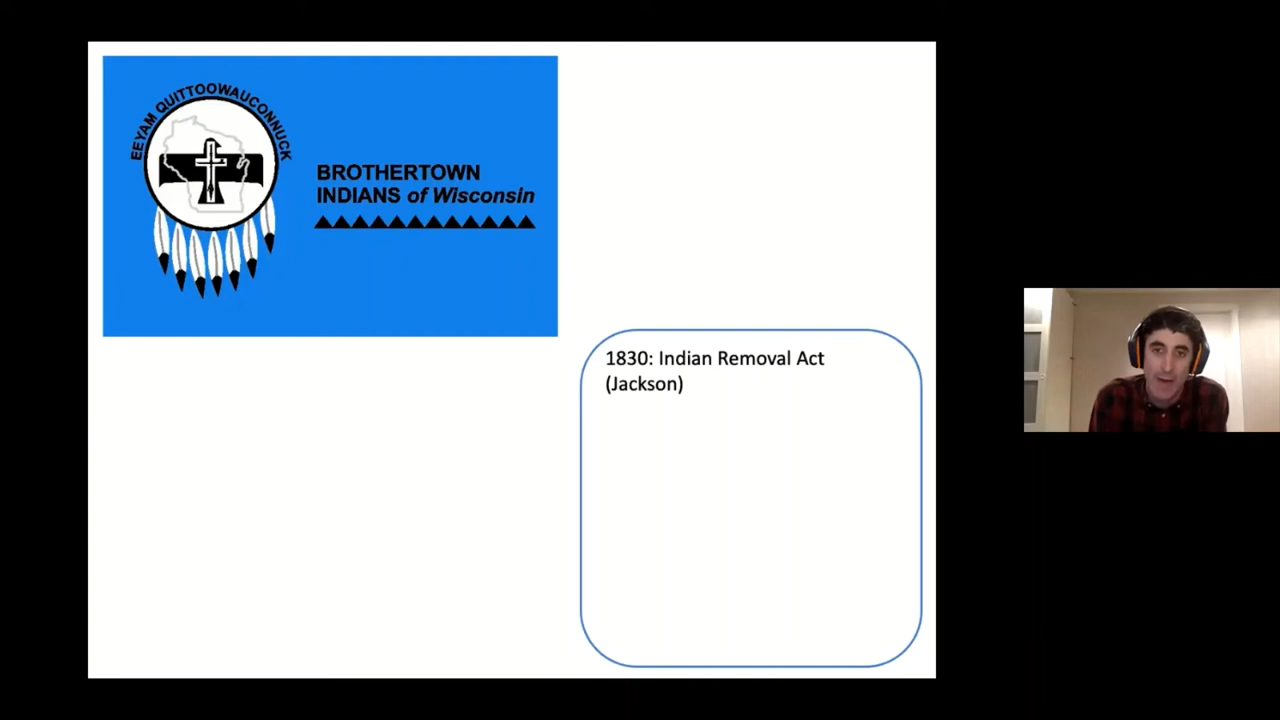 EEYAM QUITTOOWAUCONNUCK
BROTHERTOWN
INDIANS of Wisconsin
1830: Indian Removal Act
(Jackson)